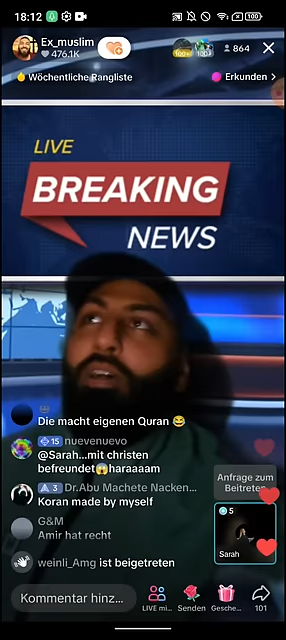 18:12
100
Ex_muslim
476.1K
864
Wöchentliche Rangliste
Erkunden >
LIVE
BREAKING
NEWS
Die macht eigenen Quran 😂
15 nuevenuevo
@Sarah...mit christen
befreundet😱haraaaam
3 Dr.Abu Machete Nacken...
Koran made by myself
G&M
Amir hat recht
weinli_Amg ist beigetreten
Anfrage zum
Beitreten
5
Sarah
Kommentar hinz...
LIVE mi...
Senden
Gesche...
101